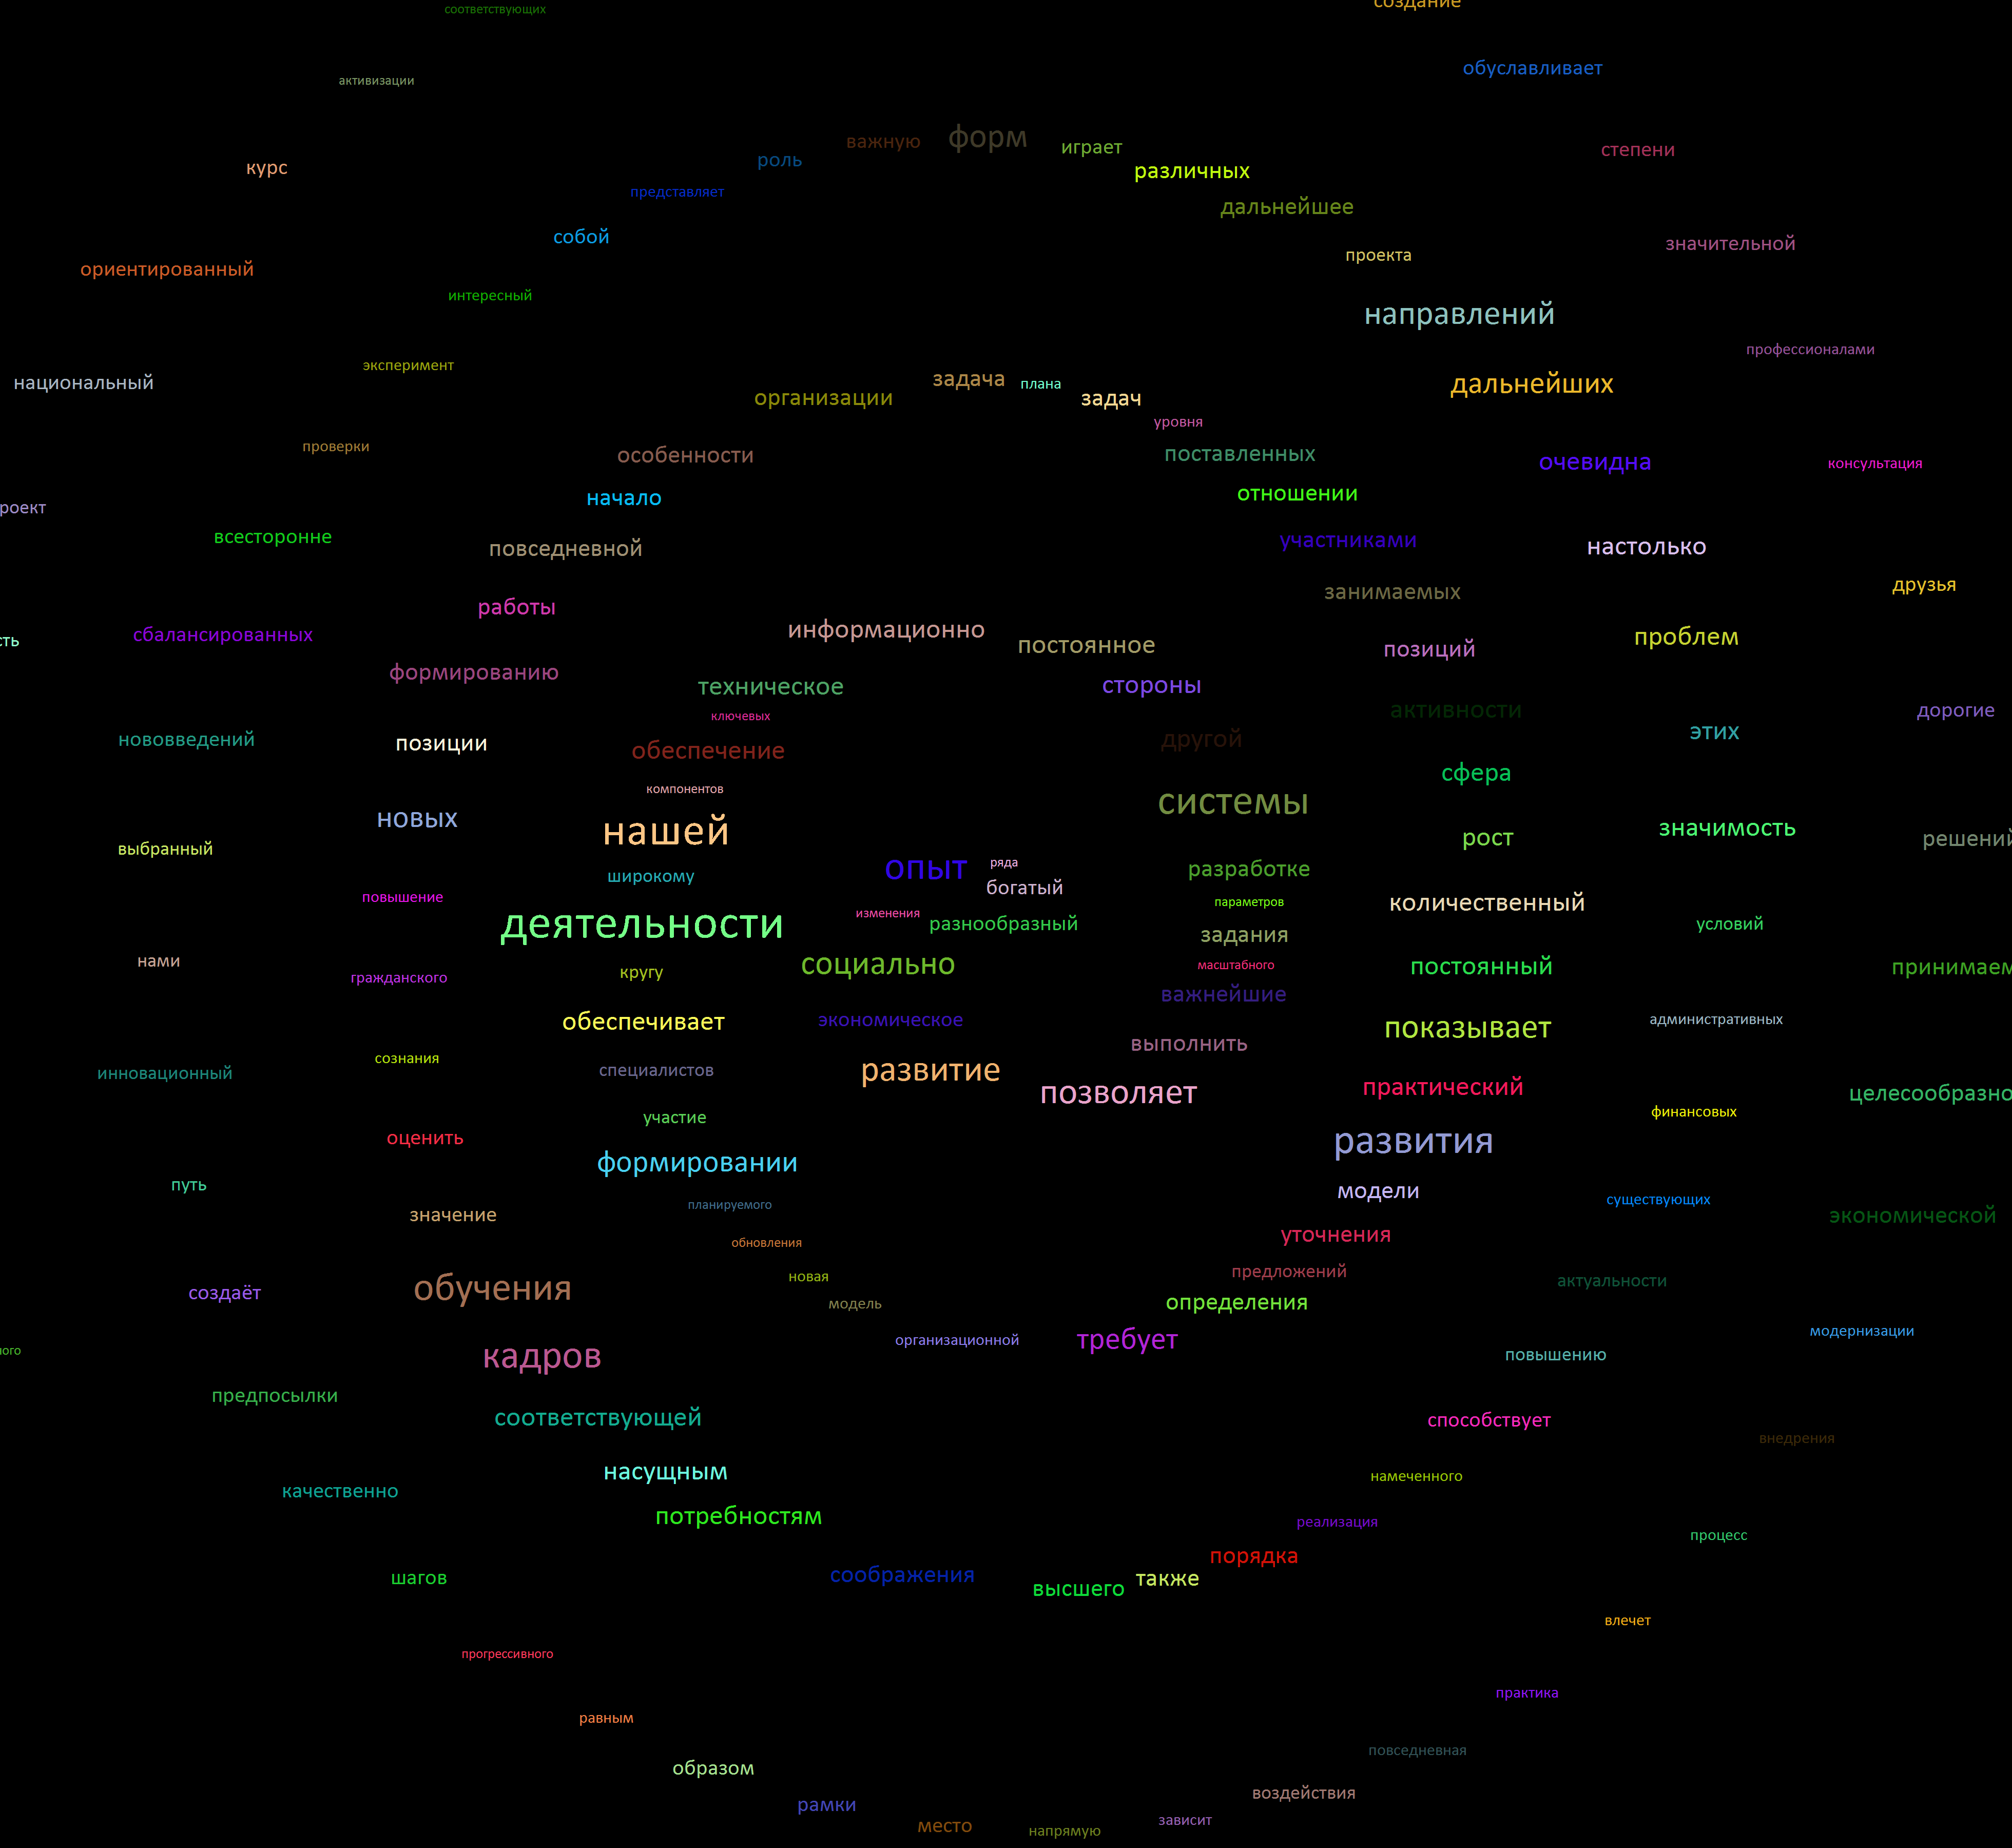 соответствующих
создание
обуславливает
активизации
важную
форм
играет
степени
роль
курс
различных
представляет
дальнейшее
собой
значительной
проекта
ориентированный
интересный
направлений
профессионалами
эксперимент
национальный
задача
плана
дальнейших
организации
задач
уровня
проверки
особенности
поставленных
очевидна
консультация
начало
отношении
роект
всесторонне
повседневной
участниками
настолько
друзья
занимаемых
работы
сбалансированных
информационно
постоянное
проблем
сть
позиций
формированию
техническое
стороны
ключевых
активности
дорогие
нововведений
позиции
обеспечение
другой
этих
сфера
компонентов
системы
новых
нашей
рост
значимость
решений
выбранный
опыт
ряда
разработке
широкому
богатый
повышение
параметров
количественный
деятельности
изменения
разнообразный
условий
задания
нами
социально
масштабного
постоянный
принимаем
гражданского
кругу
важнейшие
обеспечивает
экономическое
показывает
административных
выполнить
сознания
инновационный
специалистов
развитие
позволяет
практический
целесообразно
участие
финансовых
оценить
развития
формировании
путь
модели
существующих
планируемого
значение
экономической
обновления
уточнения
новая
предложений
актуальности
создаёт
обучения
модель
определения
организационной
требует
модернизации
ного
кадров
повышению
предпосылки
соответствующей
способствует
внедрения
насущным
намеченного
качественно
потребностям
реализация
процесс
порядка
шагов
соображения
высшего
также
влечет
прогрессивного
практика
равным
повседневная
образом
воздействия
рамки
место
напрямую
зависит